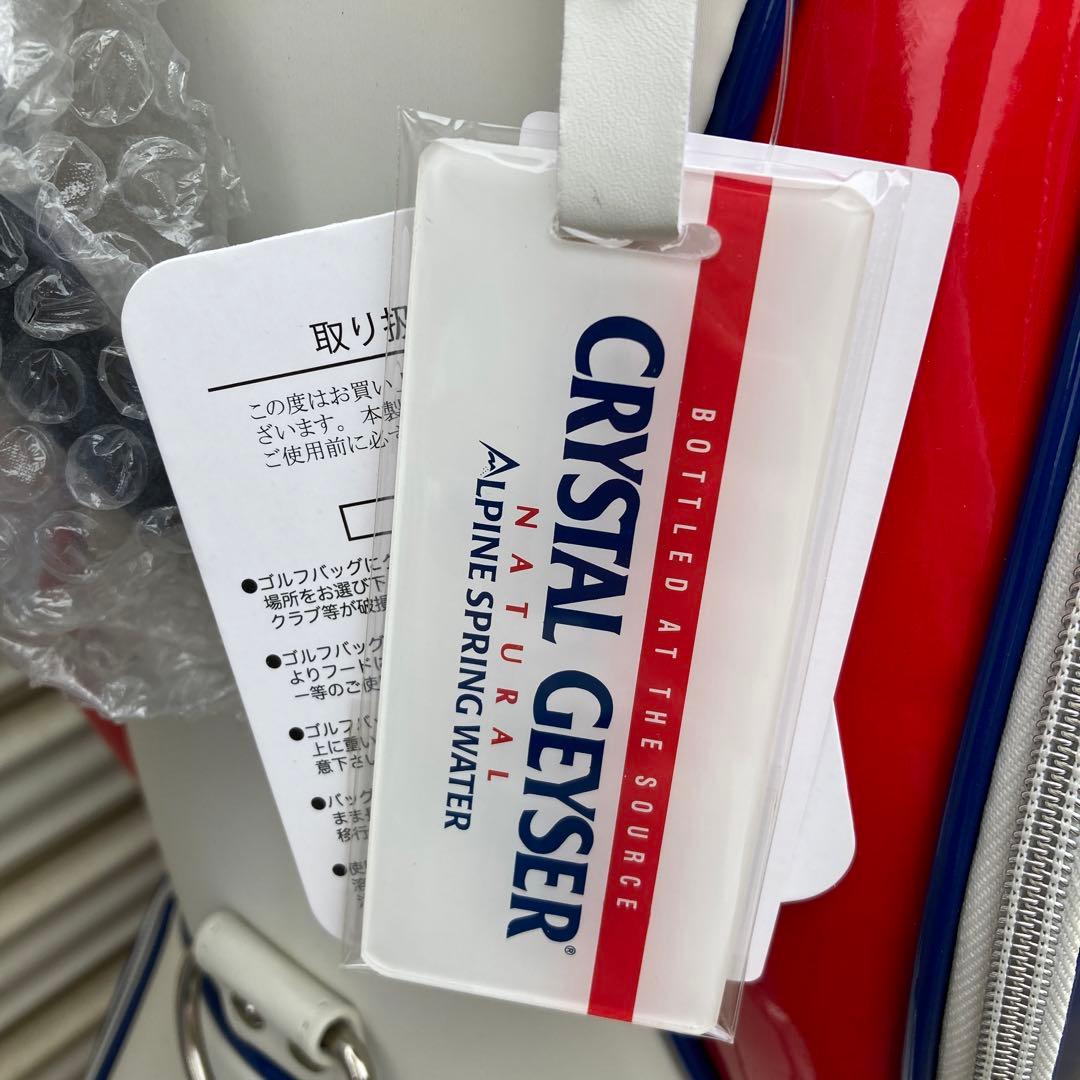 BOTTLED AT THE SOURCE
CRYSTAL GEYSER®
NATURAL
ALPINE SPRING WATER
取り扱
この度はお買い
ざいます。本製
ご使用前に必ず
●ゴルフバッグに
場所をお選び下
クラブ等が破損
●ゴルフバッグ
よりフードに
ー等のご使
●ゴルフバ
上に重い
意下さい
●バッグ
まま
移行
●使